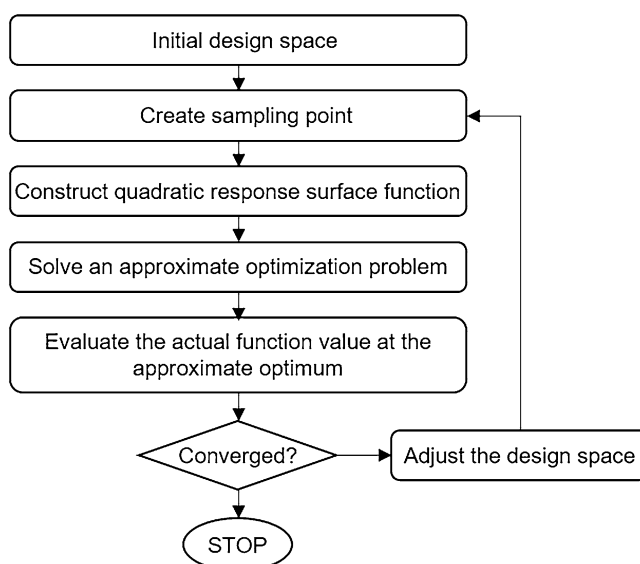 Initial design space
Create sampling point
Construct quadratic response surface function
Solve an approximate optimization problem
Evaluate the actual function value at the
approximate optimum
Converged?
Adjust the design space
STOP